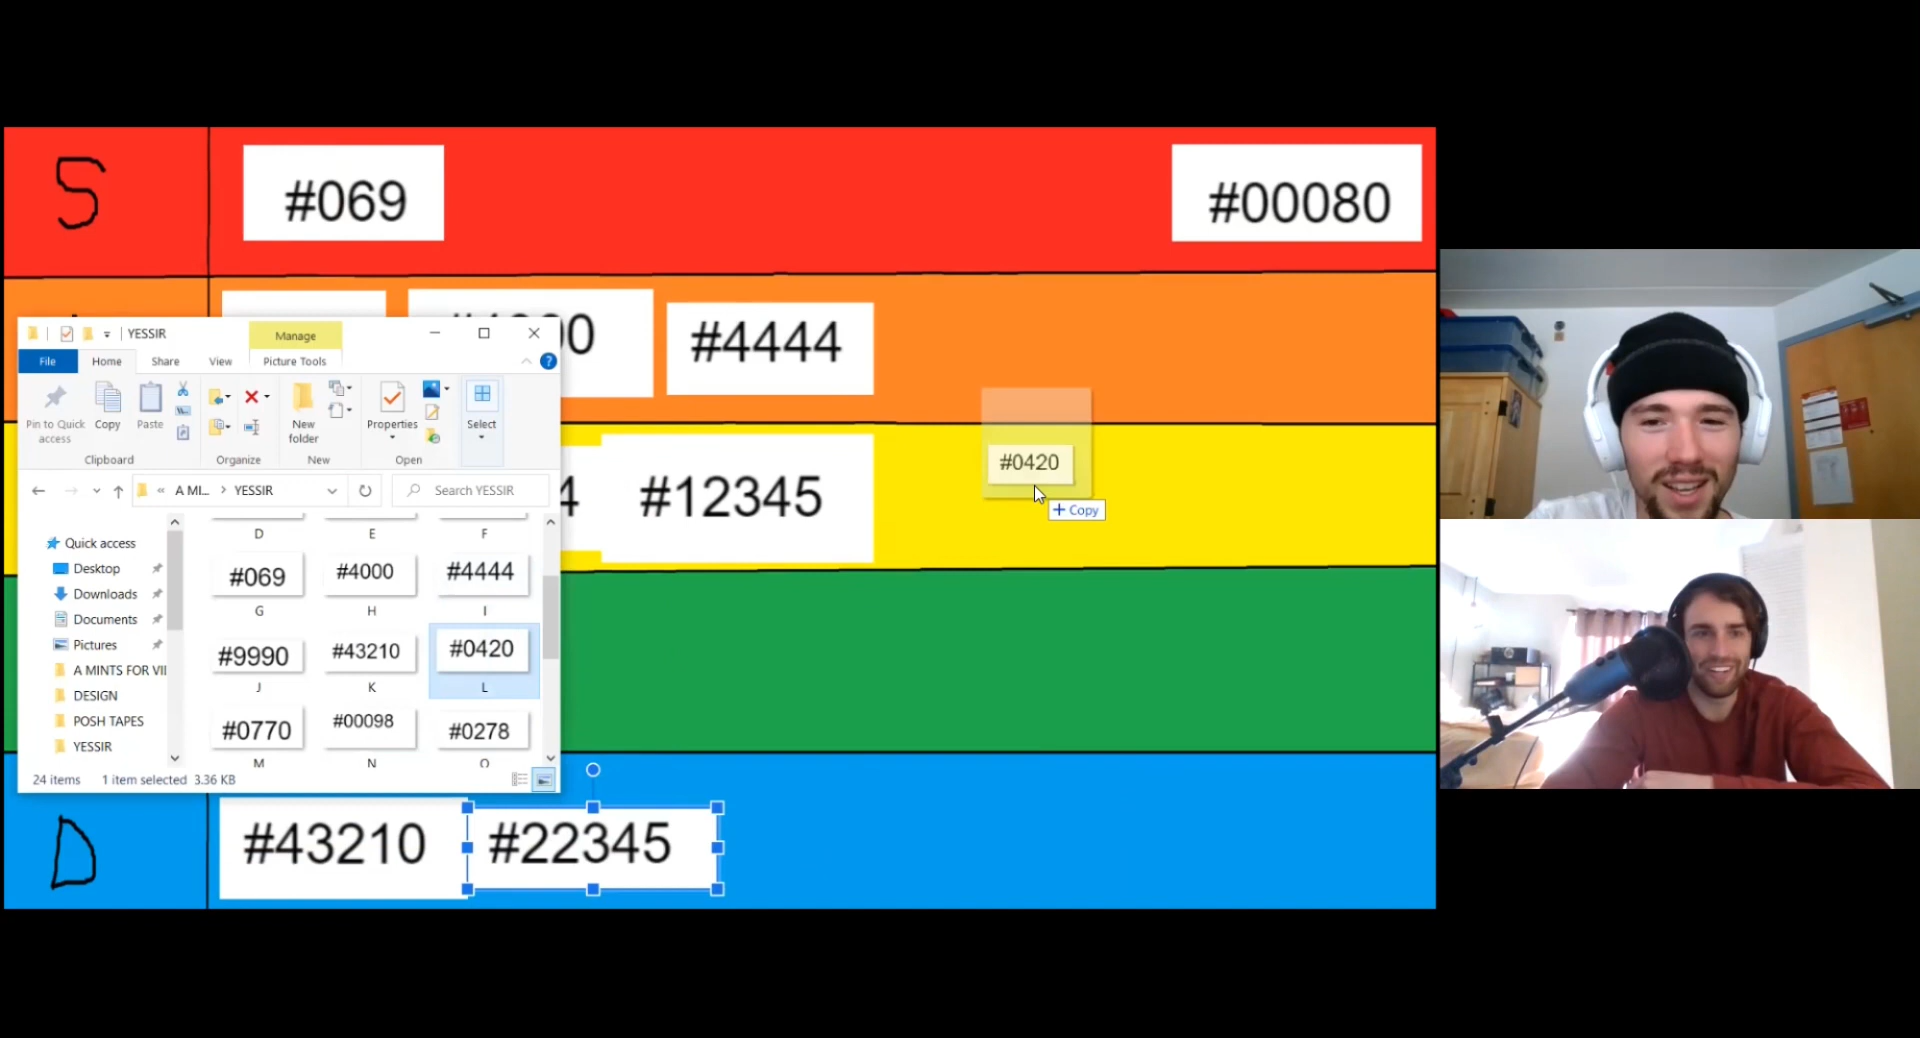 S
#069
#00080
#4444
YESSIR
Manage
File
Home
Share
View
Picture Tools
Pin to Quick
access
Copy
Paste
New
folder
Properties
Select
Clipboard
Organize
New
Open
« A MI... > YESSIR
Search YESSIR
#12345
#0420
+ Copy
Quick access
Desktop
Downloads
Documents
Pictures
A MINTS FOR VII
DESIGN
POSH TAPES
YESSIR
D
E
F
#069
#4000
#4444
G
H
I
#9990
#43210
#0420
J
K
L
#0770
#00098
#0278
M
N
O
24 items
1 item selected
3.36 KB
D
#43210
#22345